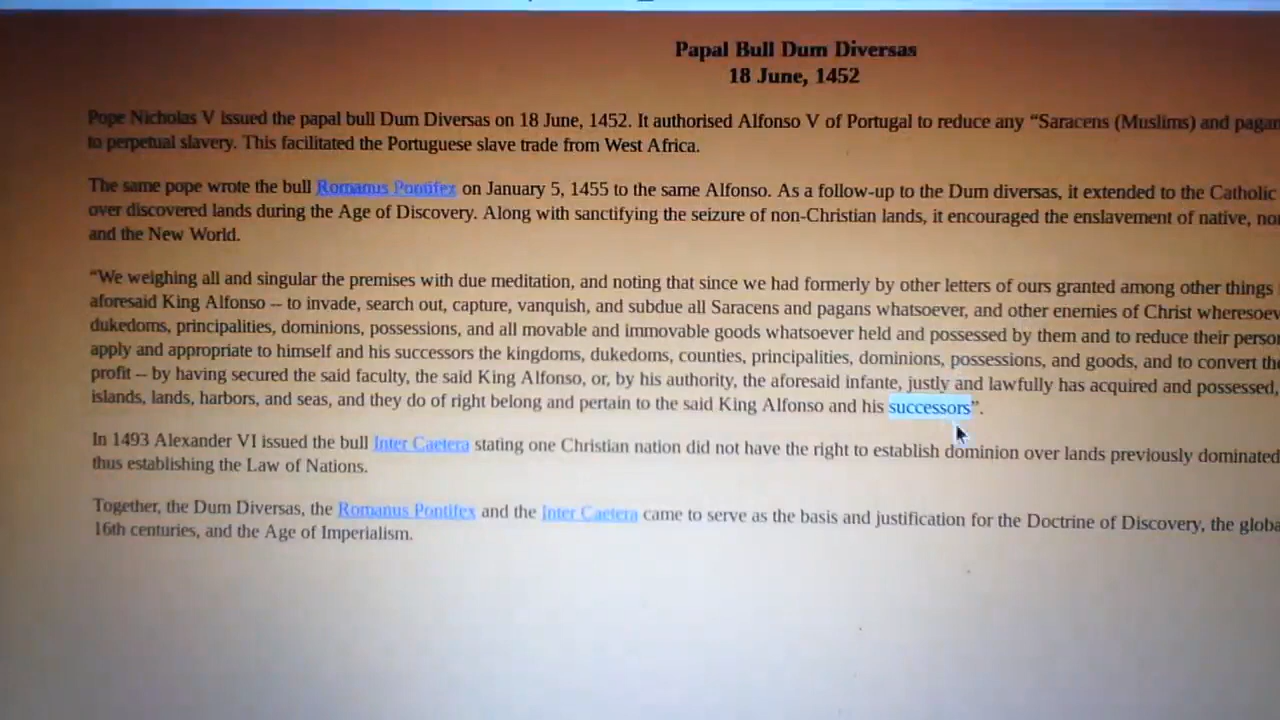 Papal Bull Dum Diversas
18 June, 1452
Pope Nicholas V issued the papal bull Dum Diversas on 18 June, 1452. It authorised Alfonso V of Portugal to reduce any “Saracens (Muslims) and pagan
to perpetual slavery. This facilitated the Portuguese slave trade from West Africa.
The same pope wrote the bull Romanus Pontifex on January 5, 1455 to the same Alfonso. As a follow-up to the Dum diversas, it extended to the Catholic
over discovered lands during the Age of Discovery. Along with sanctifying the seizure of non-Christian lands, it encouraged the enslavement of native,
and the New World.
“We weighing all and singular the premises with due meditation, and noting that since we had formerly by other letters of ours granted among other things
aforesaid King Alfonso -- to invade, search out, capture, vanquish, and subdue all Saracens and pagans whatsoever, and other enemies of Christ wheresoev
dukedoms, principalities, dominions, possessions, and all movable and immovable goods whatsoever held and possessed by them and to reduce their person
apply and appropriate to himself and his successors the kingdoms, dukedoms, counties, principalities, dominions, possessions, and goods, and to convert the
profit -- by having secured the said faculty, the said King Alfonso, or, by his authority, the aforesaid infante, justly and lawfully has acquired and possessed,
islands, lands, harbors, and seas, and they do of right belong and pertain to the said King Alfonso and his successors”.
In 1493 Alexander VI issued the bull Inter Caetera stating one Christian nation did not have the right to establish dominion over lands previously dominated
thus establishing the Law of Nations.
Together, the Dum Diversas, the Romanus Pontifex and the Inter Caetera came to serve as the basis and justification for the Doctrine of Discovery, the globa
16th centuries, and the Age of Imperialism.